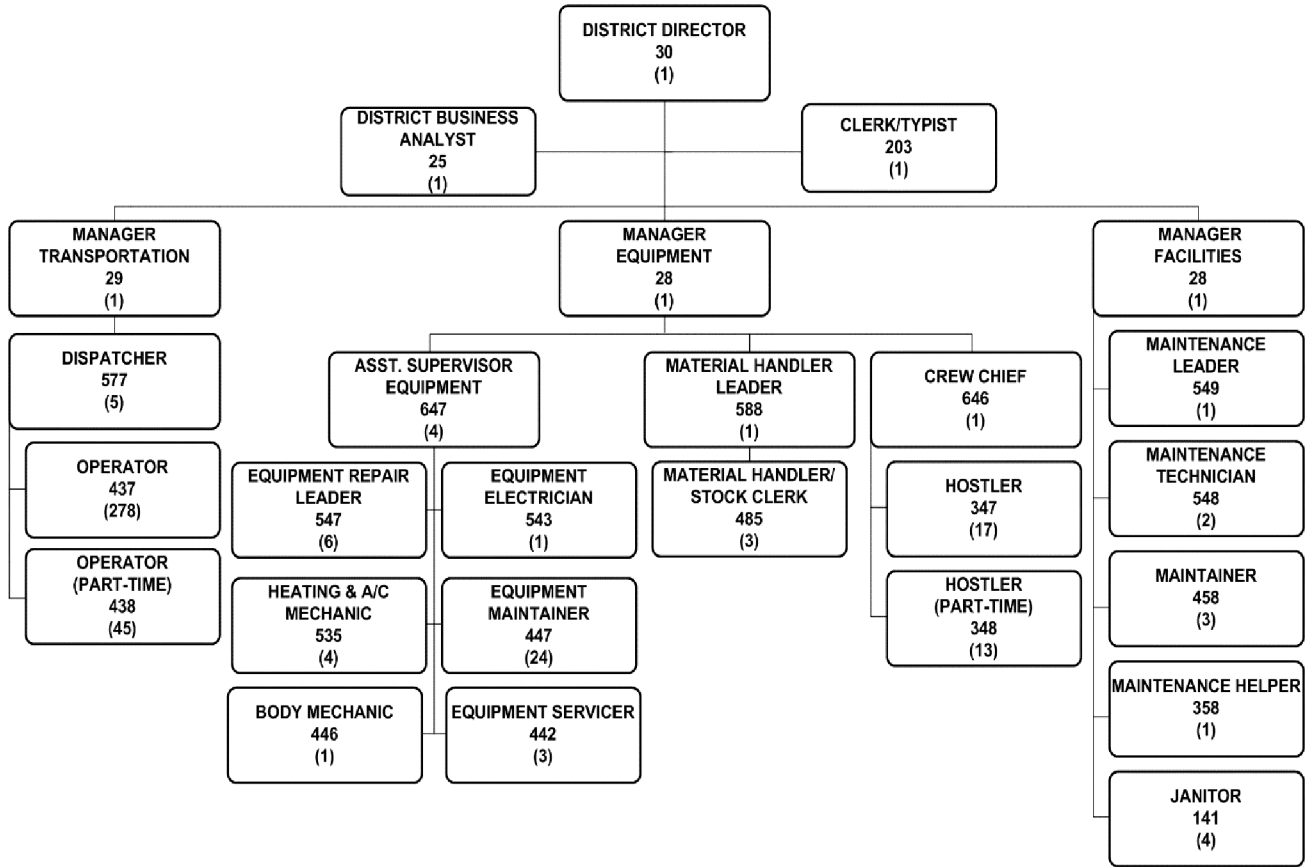 DISTRICT DIRECTOR
30
(1)
DISTRICT BUSINESS
ANALYST
25
(1)
CLERK/TYPIST
203
(1)
MANAGER
TRANSPORTATION
29
(1)
MANAGER
EQUIPMENT
28
(1)
MANAGER
FACILITIES
28
(1)
DISPATCHER
577
(5)
OPERATOR
437
(278)
OPERATOR
(PART-TIME)
438
(45)
ASST. SUPERVISOR
EQUIPMENT
647
(4)
EQUIPMENT REPAIR
LEADER
547
(6)
EQUIPMENT
ELECTRICIAN
543
(1)
HEATING & A/C
MECHANIC
535
(4)
EQUIPMENT
MAINTAINER
447
(24)
BODY MECHANIC
446
(1)
EQUIPMENT SERVICER
442
(3)
MATERIAL HANDLER
LEADER
588
(1)
MATERIAL HANDLER/
STOCK CLERK
485
(3)
CREW CHIEF
646
(1)
HOSTLER
347
(17)
HOSTLER
(PART-TIME)
348
(13)
MAINTENANCE
LEADER
549
(1)
MAINTENANCE
TECHNICIAN
548
(2)
MAINTAINER
458
(3)
MAINTENANCE HELPER
358
(1)
JANITOR
141
(4)